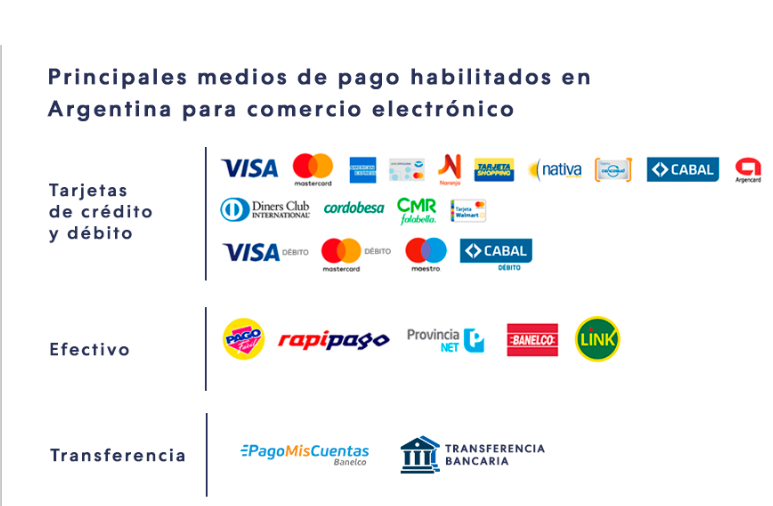 Principales medios de pago habilitados en
Argentina para comercio electrónico
Tarjetas
de crédito
y débito
VISA mastercard AMERICAN EXPRESS Naranja TARJETA SHOPPING nativa cencosud CABAL Argencard
Diners Club INTERNATIONAL cordobesa CMR falabella. Tarjeta Walmart
VISA DÉBITO mastercard DÉBITO maestro CABAL DÉBITO
Efectivo
PAGO fácil rapipago Provincia NET BANELCO LINK
Transferencia
PagoMisCuentas Banelco
TRANSFERENCIA
BANCARIA